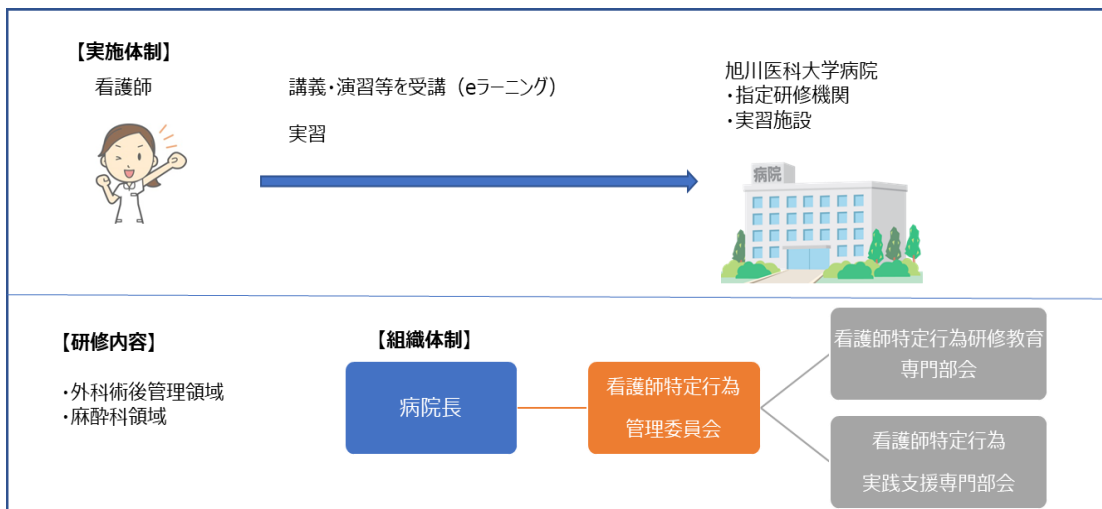 【実施体制】
看護師
講義・演習等を受講（eラーニング）
実習
旭川医科大学病院
・指定研修機関
・実習施設
病院
【研修内容】
・外科術後管理領域
・麻酔科領域
【組織体制】
病院長
看護師特定行為
管理委員会
看護師特定行為研修教育
専門部会
看護師特定行為
実践支援専門部会